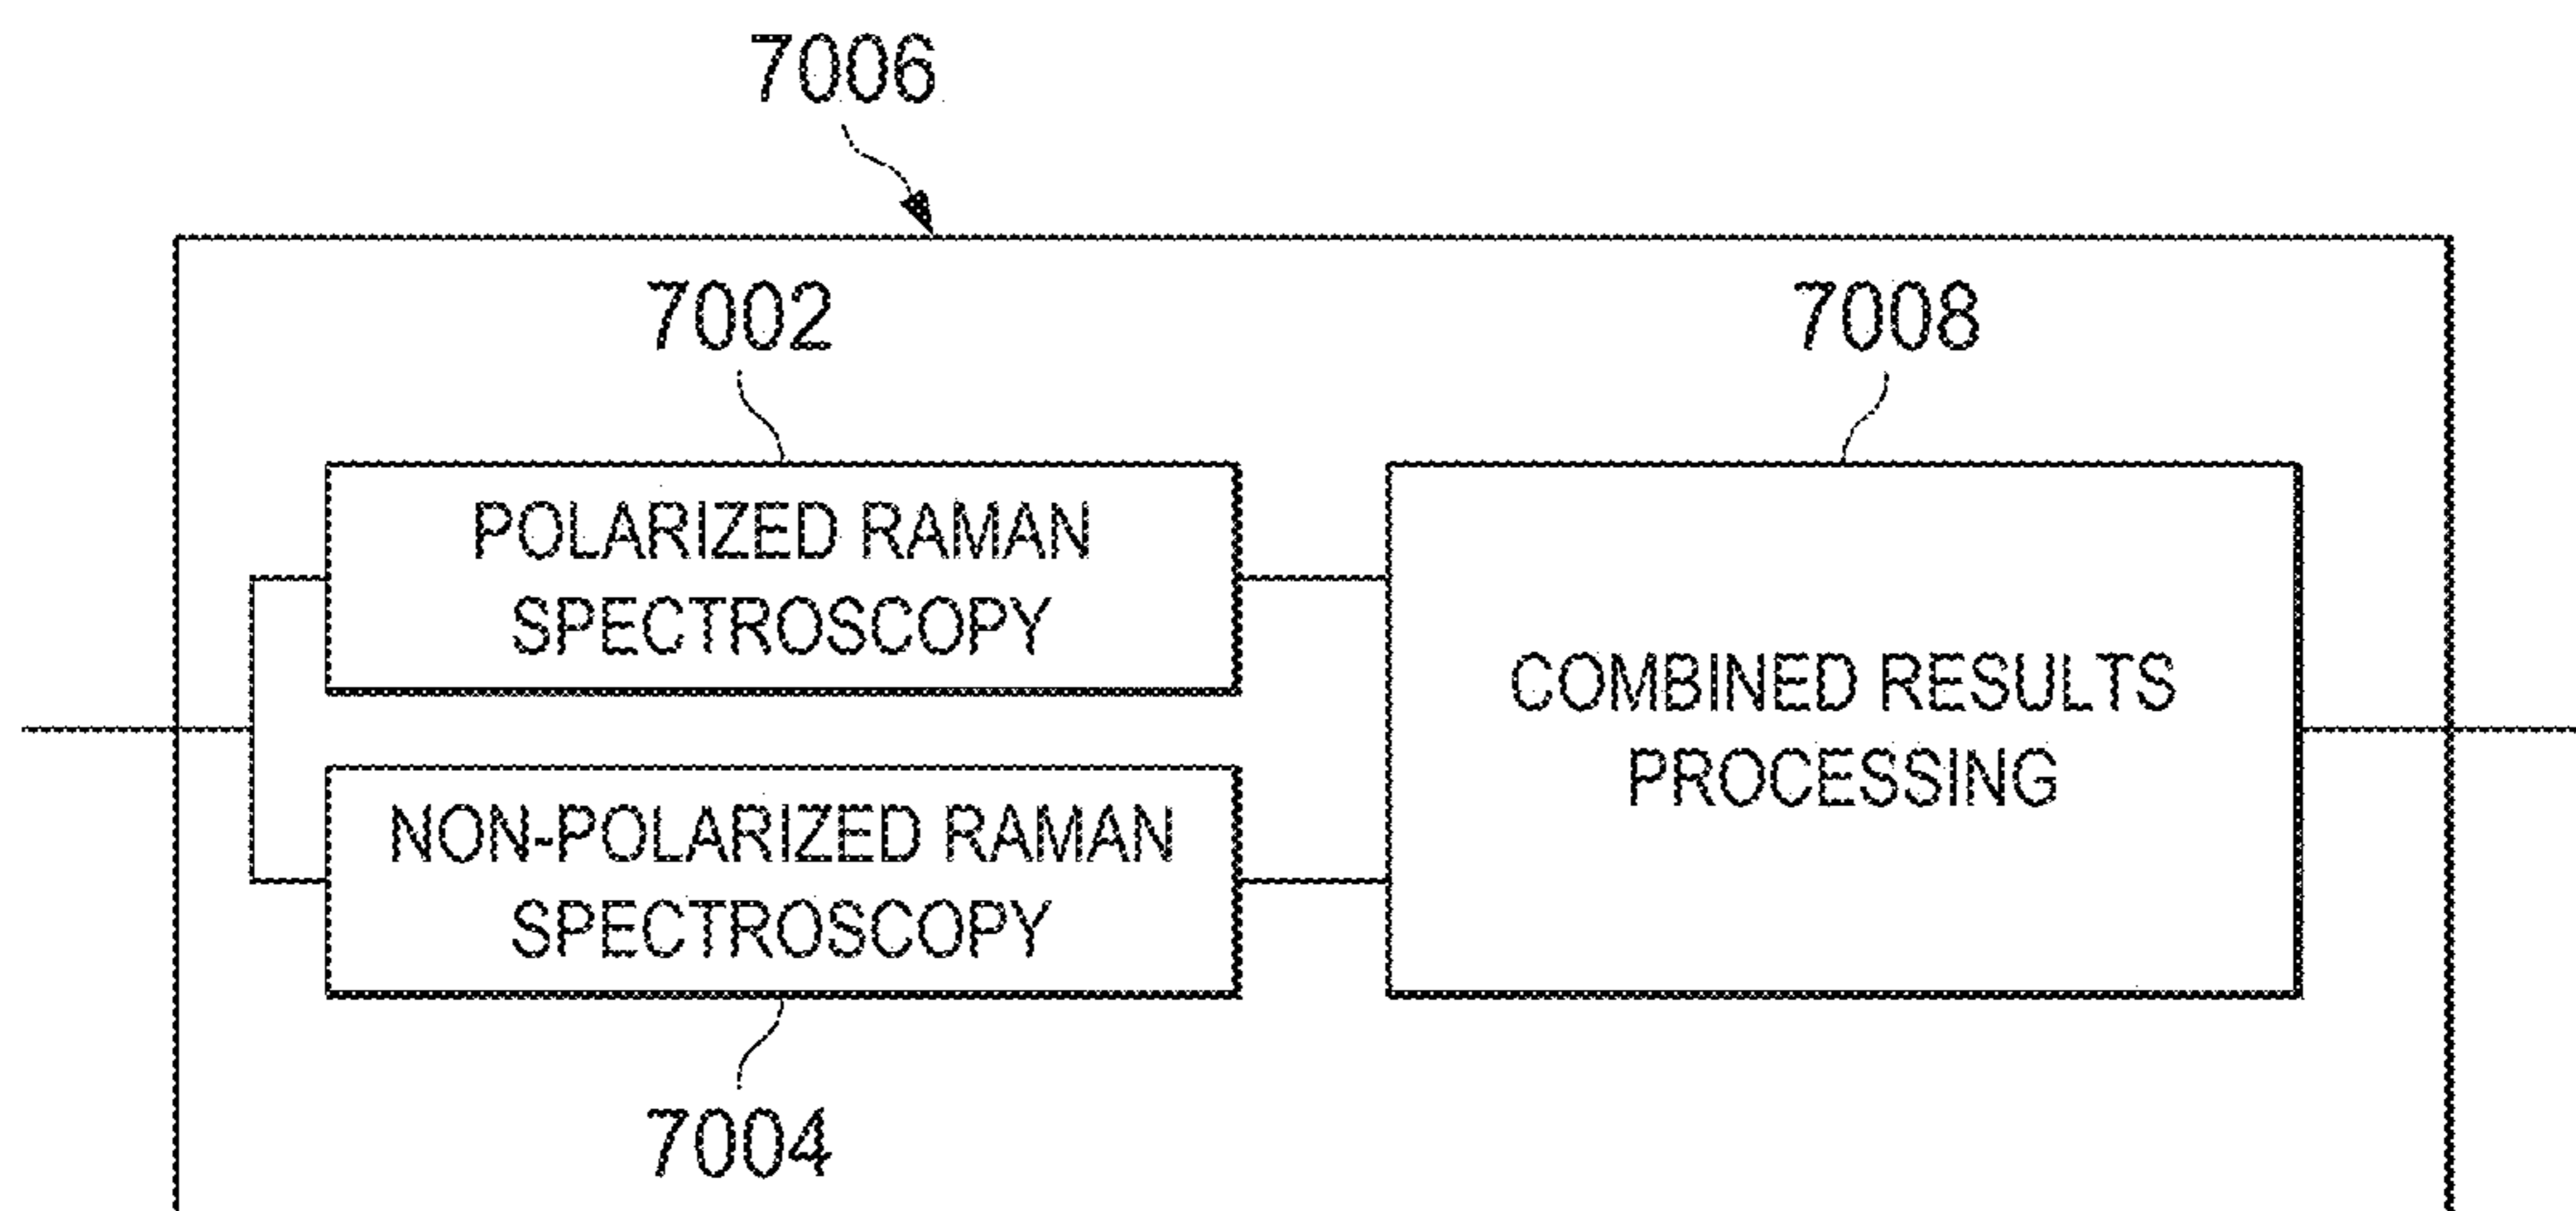 7006
7002
7008
POLARIZED RAMAN
SPECTROSCOPY
COMBINED RESULTS
PROCESSING
NON-POLARIZED RAMAN
SPECTROSCOPY
7004